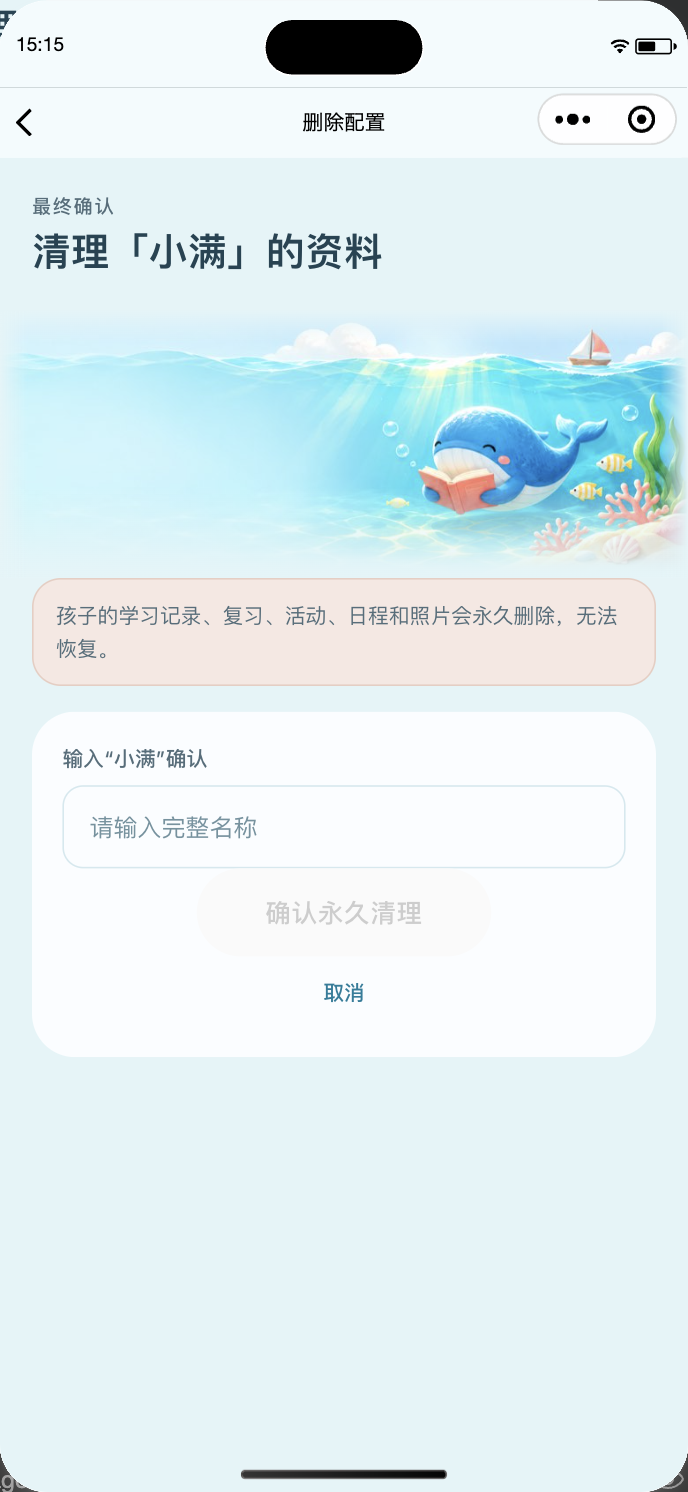 15:15
删除配置
最终确认
清理「小满」的资料
孩子的学习记录、复习、活动、日程和照片会永久删除，无法
恢复。
输入“小满”确认
请输入完整名称
确认永久清理
取消